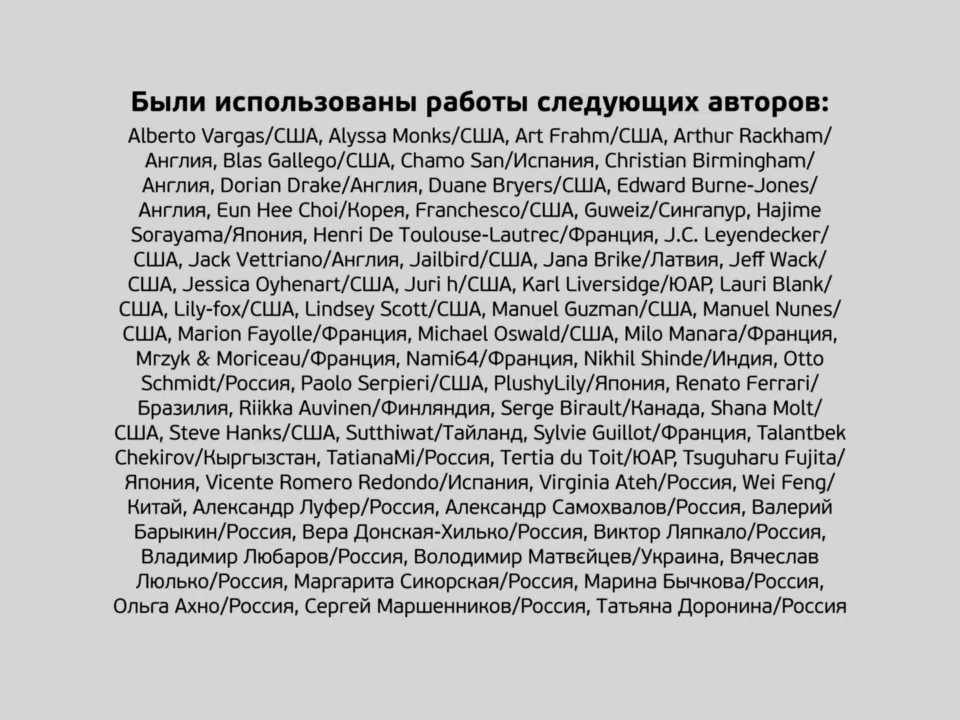 Были использованы работы следующих авторов:
Alberto Vargas/США, Alyssa Monks/США, Art Frahm/США, Arthur Rackham/
Англия, Blas Gallego/США, Chamo San/Испания, Christian Birmingham/
Англия, Dorian Drake/Англия, Duane Bryers/США, Edward Burne-Jones/
Англия, Eun Hee Choi/Корея, Franchesco/США, Guweiz/Сингапур, Hajime
Sorayama/Япония, Henri De Toulouse-Lautrec/Франция, J.C. Leyendecker/
США, Jack Vettriano/Англия, Jailbird/США, Jana Brike/Латвия, Jeff Wack/
США, Jessica Oyhenart/США, Juri h/США, Karl Liversidge/ЮАР, Lauri Blank/
США, Lily-fox/США, Lindsey Scott/США, Manuel Guzman/США, Manuel Nunes/
США, Marion Fayolle/Франция, Michael Oswald/США, Milo Manara/Франция,
Mrzyk & Moriceau/Франция, Nami64/Франция, Nikhil Shinde/Индия, Otto
Schmidt/Россия, Paolo Serpieri/США, PlushyLily/Япония, Renato Ferrari/
Бразилия, Riikka Auvinen/Финляндия, Serge Birault/Канада, Shana Molt/
США, Steve Hanks/США, Sutthiwat/Тайланд, Sylvie Guillot/Франция, Talantbek
Chekirov/Кыргызстан, TatianaMi/Россия, Tertia du Toit/ЮАР, Tsuguharu Fujita/
Япония, Vicente Romero Redondo/Испания, Virginia Ateh/Россия, Wei Feng/
Китай, Александр Луфер/Россия, Александр Самохвалов/Россия, Валерий
Барыкин/Россия, Вера Донская-Хилько/Россия, Виктор Ляпкало/Россия,
Владимир Любаров/Россия, Володимир Матвєйцев/Украина, Вячеслав
Люлько/Россия, Маргарита Сикорская/Россия, Марина Бычкова/Россия,
Ольга Ахно/Россия, Сергей Маршенников/Россия, Татьяна Доронина/Россия